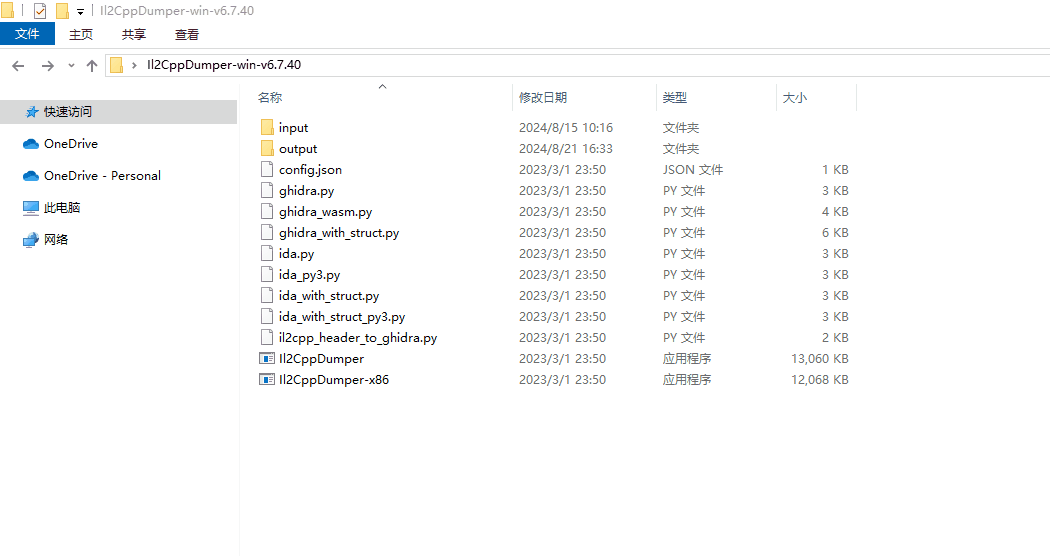 Il2CppDumper-win-v6.7.40
文件 主页 共享 查看
Il2CppDumper-win-v6.7.40
名称 修改日期 类型 大小
快速访问
OneDrive
OneDrive - Personal
此电脑
网络
input 2024/8/15 10:16 文件夹
output 2024/8/21 16:33 文件夹
config.json 2023/3/1 23:50 JSON 文件 1 KB
ghidra.py 2023/3/1 23:50 PY 文件 3 KB
ghidra_wasm.py 2023/3/1 23:50 PY 文件 4 KB
ghidra_with_struct.py 2023/3/1 23:50 PY 文件 6 KB
ida.py 2023/3/1 23:50 PY 文件 3 KB
ida_py3.py 2023/3/1 23:50 PY 文件 3 KB
ida_with_struct.py 2023/3/1 23:50 PY 文件 3 KB
ida_with_struct_py3.py 2023/3/1 23:50 PY 文件 3 KB
il2cpp_header_to_ghidra.py 2023/3/1 23:50 PY 文件 2 KB
Il2CppDumper 2023/3/1 23:50 应用程序 13,060 KB
Il2CppDumper-x86 2023/3/1 23:50 应用程序 12,068 KB